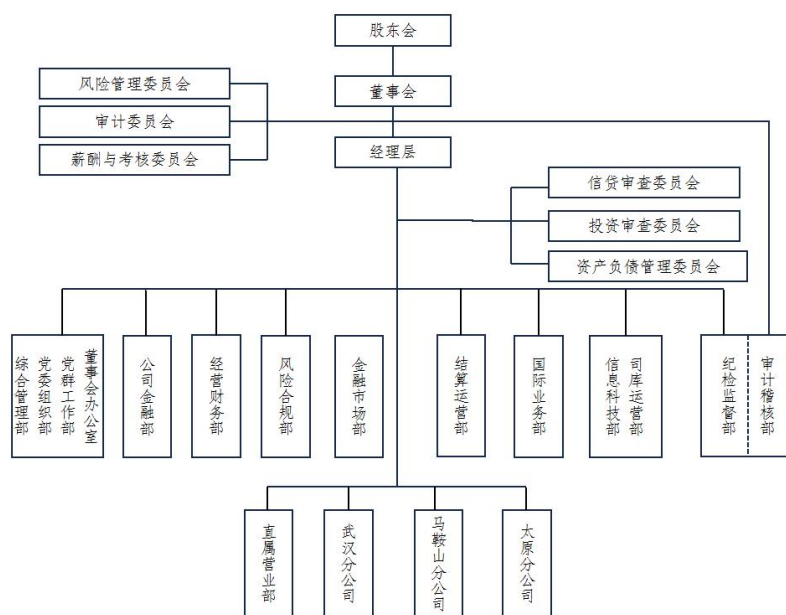 股东会
董事会
风险管理委员会
审计委员会
薪酬与考核委员会
经理层
信贷审查委员会
投资审查委员会
资产负债管理委员会
董事会办公室
党群工作部
党委组织部
综合管理部
公司金融部
经营财务部
风险合规部
金融市场部
结算运营部
国际业务部
司库运营部
信息科技部
纪检监督部
审计稽核部
直属营业部
武汉分公司
马鞍山分公司
太原分公司